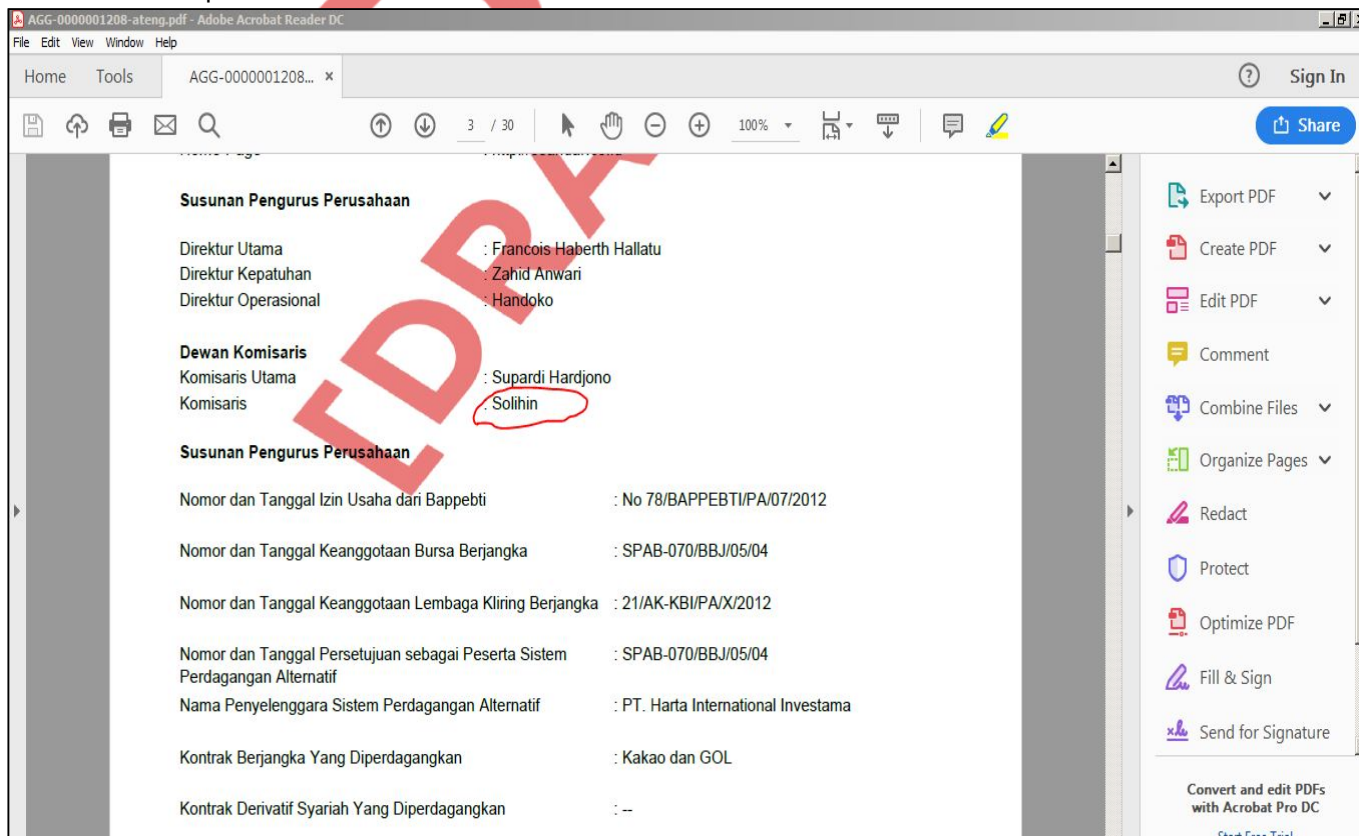 AGG-0000001208-ateng.pdf - Adobe Acrobat Reader DC
File Edit View Window Help
Home Tools AGG-0000001208... ×
? Sign In
3 / 30 100%
Share
Susunan Pengurus Perusahaan
Direktur Utama : Francois Haberth Hallatu
Direktur Kepatuhan : Zahid Anwari
Direktur Operasional : Handoko
Dewan Komisaris
Komisaris Utama : Supardi Hardjono
Komisaris : Solihin
Susunan Pengurus Perusahaan
Nomor dan Tanggal Izin Usaha dari Bappebti : No 78/BAPPEBTI/PA/07/2012
Nomor dan Tanggal Keanggotaan Bursa Berjangka : SPAB-070/BBJ/05/04
Nomor dan Tanggal Keanggotaan Lembaga Kliring Berjangka : 21/AK-KBI/PA/X/2012
Nomor dan Tanggal Persetujuan sebagai Peserta Sistem : SPAB-070/BBJ/05/04
Perdagangan Alternatif
Nama Penyelenggara Sistem Perdagangan Alternatif : PT. Harta International Investama
Kontrak Berjangka Yang Diperdagangkan : Kakao dan GOL
Kontrak Derivatif Syariah Yang Diperdagangkan : --
Export PDF
Create PDF
Edit PDF
Comment
Combine Files
Organize Pages
Redact
Protect
Optimize PDF
Fill & Sign
Send for Signature
Convert and edit PDFs
with Acrobat Pro DC
Start Free Trial